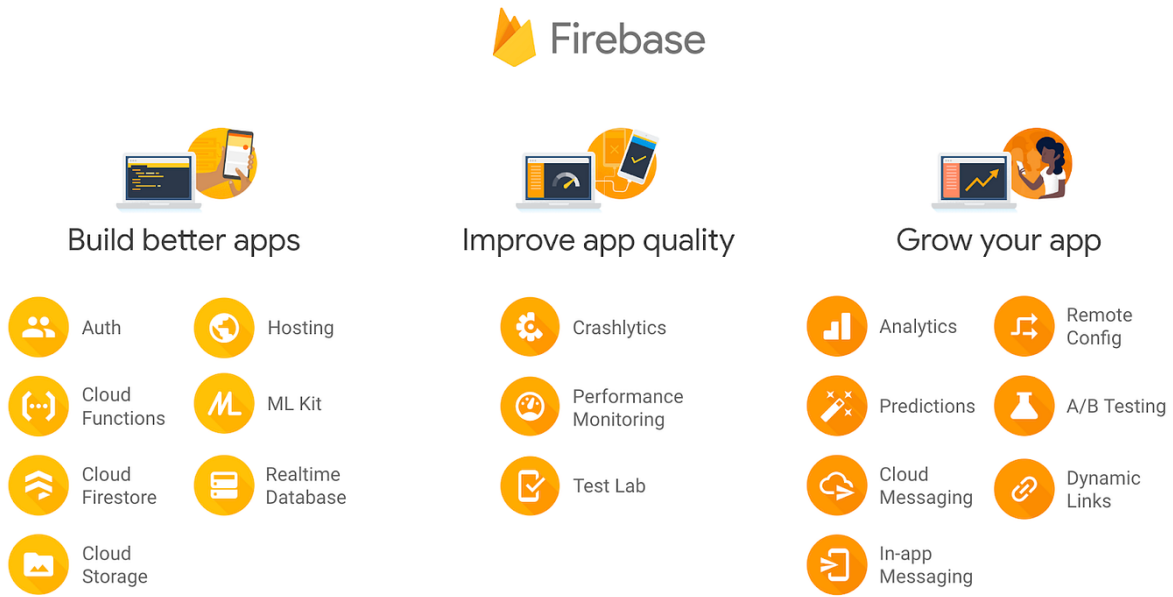 Firebase
Build better apps
Improve app quality
Grow your app
Auth
Hosting
Cloud
Functions
ML Kit
Cloud
Firestore
Realtime
Database
Cloud
Storage
Crashlytics
Performance
Monitoring
Test Lab
Analytics
Remote
Config
Predictions
A/B Testing
Cloud
Messaging
Dynamic
Links
In-app
Messaging